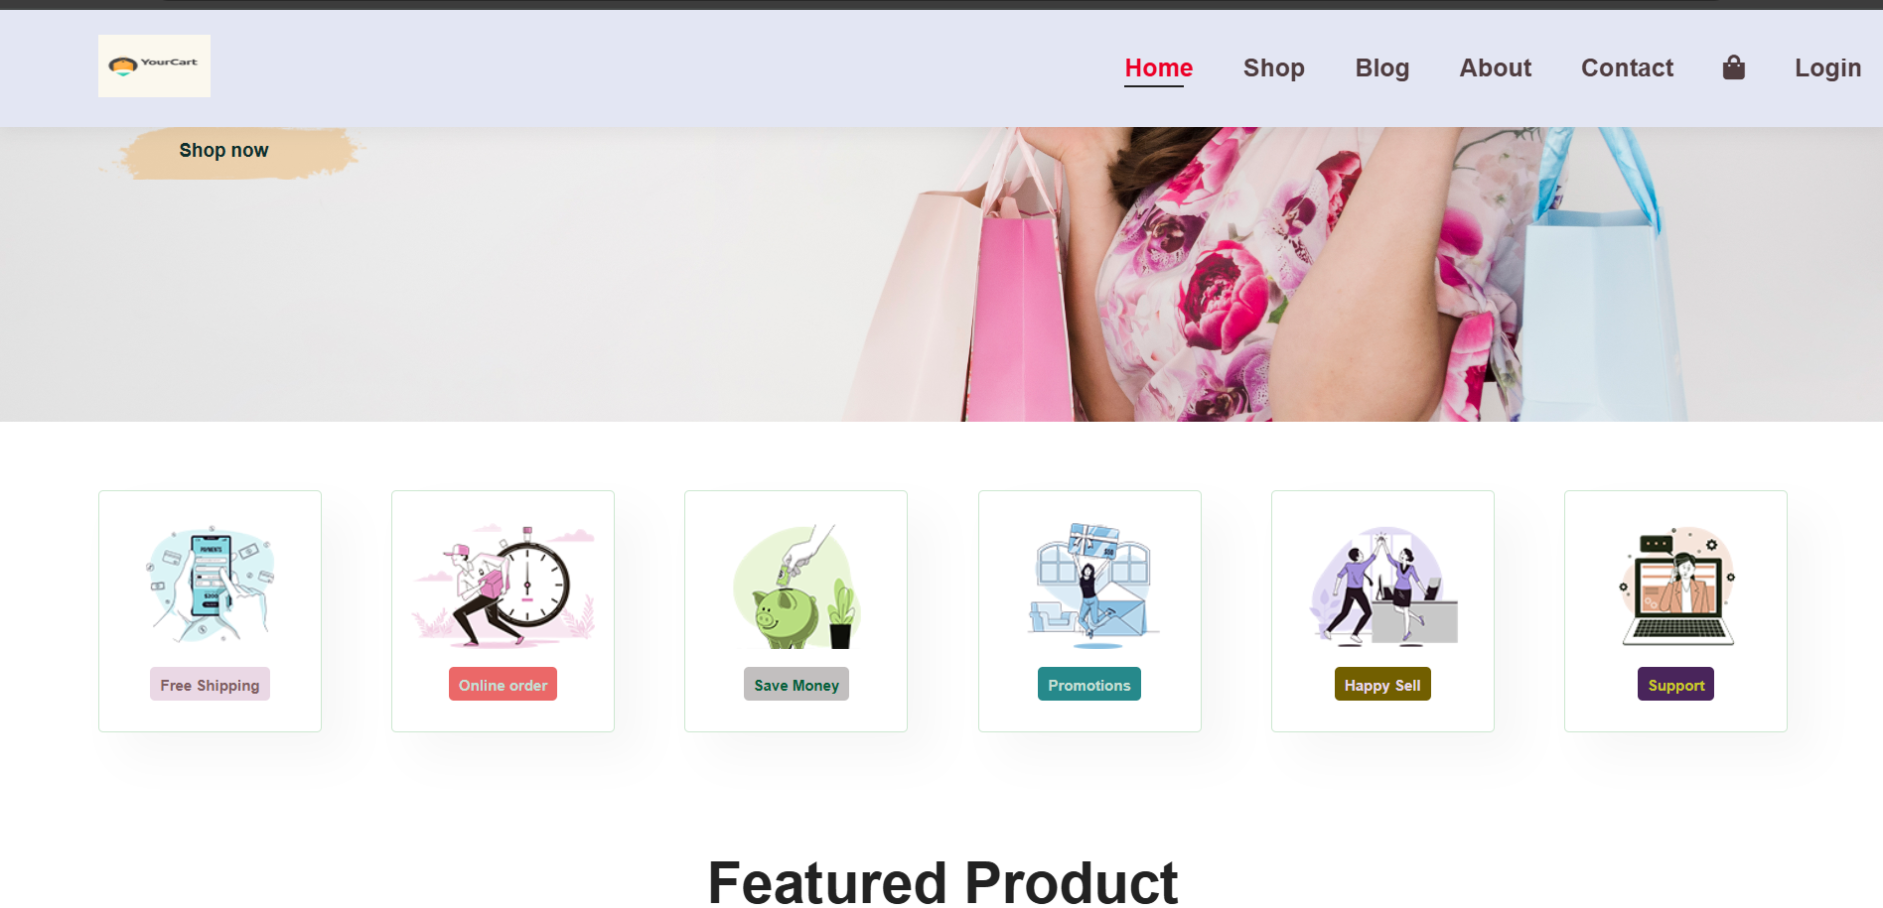 YourCart
Home Shop Blog About Contact Login
Shop now
PAYMENTS
Free Shipping Online order Save Money Promotions Happy Sell Support
Featured Product